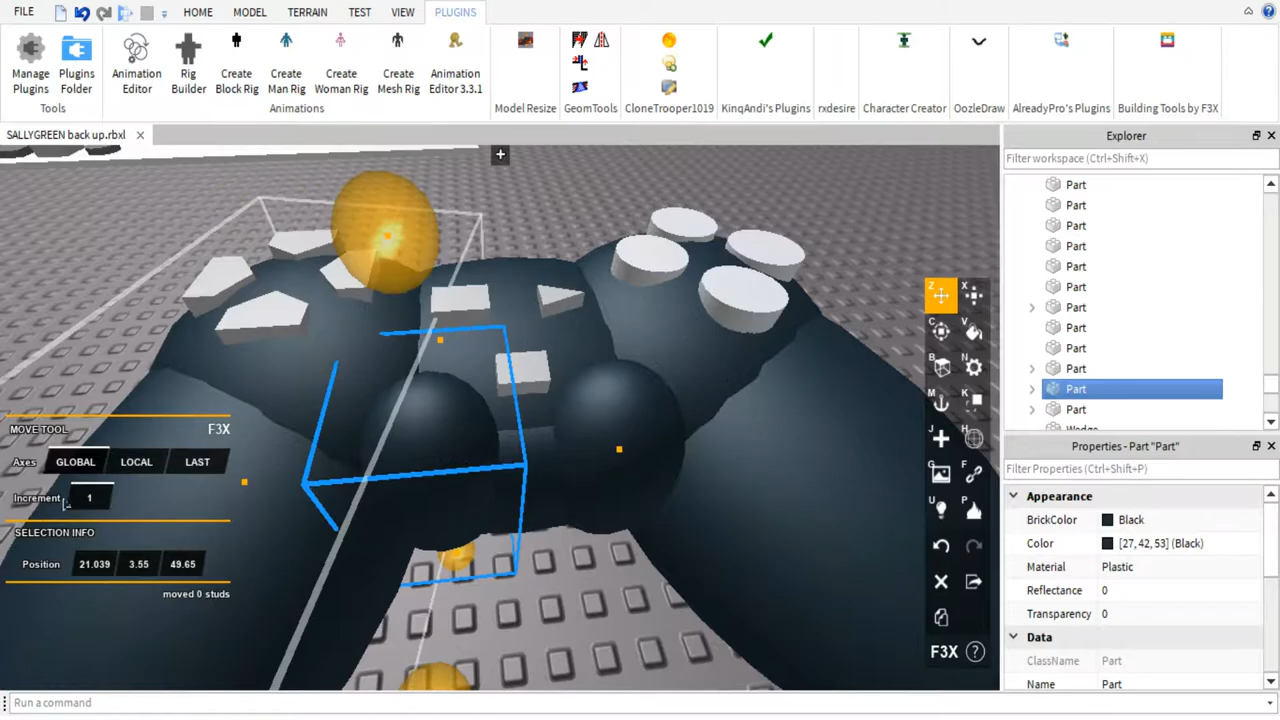 FILE HOME MODEL TERRAIN TEST VIEW PLUGINS
Manage Plugins
Plugins Folder
Animation Editor
Rig Builder
Create Block Rig
Create Man Rig
Create Woman Rig
Create Mesh Rig
Animation Editor 3.3.1
Tools
Animations
Model Resize
GeomTools
CloneTrooper1019
KinqAndi's Plugins
rxdesire
Character Creator
OozleDraw
AlreadyPro's Plugins
Building Tools by F3X
SALLYGREEN back up.rbxl
MOVE TOOL F3X
Axes GLOBAL LOCAL LAST
Increment 1
SELECTION INFO
Position 21.039 3.55 49.65
moved 0 studs
Z X
C V
B N
M K
J H
G F
U P
F3X ?
Explorer
Filter workspace (Ctrl+Shift+X)
Part
Part
Part
Part
Part
Part
Part
Part
Part
Part
Part
Part
Wedge
Properties - Part "Part"
Filter Properties (Ctrl+Shift+P)
Appearance
BrickColor Black
Color [27, 42, 53] (Black)
Material Plastic
Reflectance 0
Transparency 0
Data
ClassName Part
Name Part
Run a command